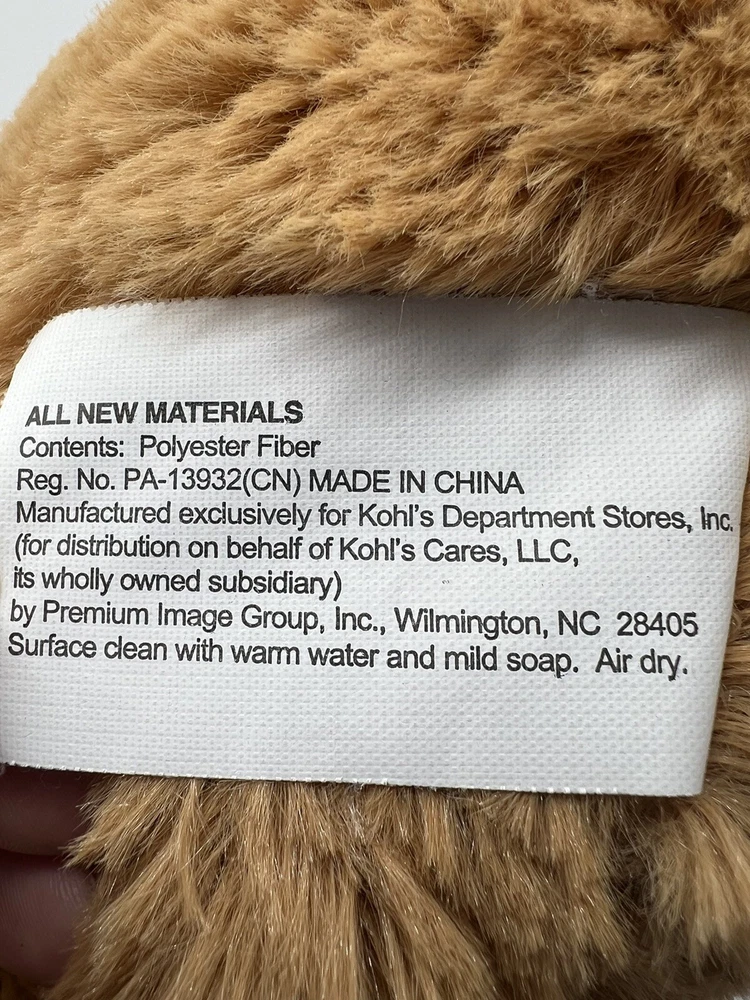 ALL NEW MATERIALS
Contents: Polyester Fiber
Reg. No. PA-13932(CN) MADE IN CHINA
Manufactured exclusively for Kohl's Department Stores, Inc.
(for distribution on behalf of Kohl's Cares, LLC,
its wholly owned subsidiary)
by Premium Image Group, Inc., Wilmington, NC 28405
Surface clean with warm water and mild soap. Air dry.